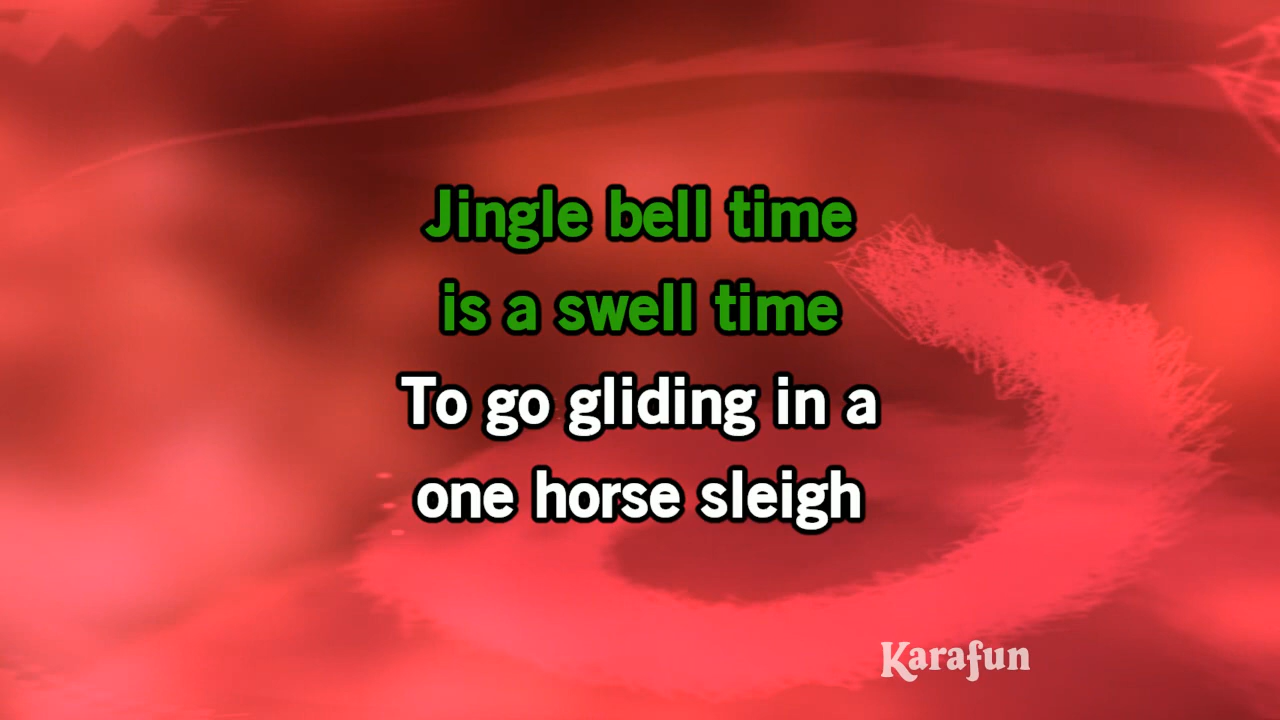 Jingle bell time
is a swell time
To go gliding in a
one horse sleigh
Karafun